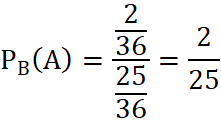 P_B(A) = (2/36)/(25/36) = 2/25